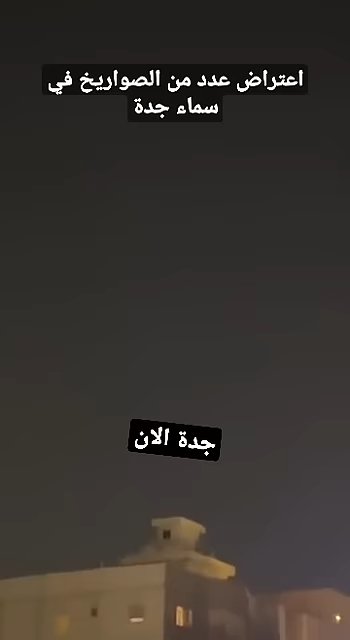 اعتراض عدد من الصواريخ في
سماء جدة
جدة الان